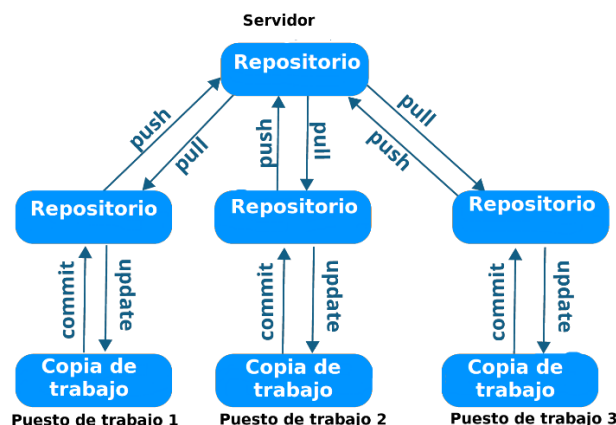 Servidor
Repositorio
push
pull
push
pull
push
pull
Repositorio
Repositorio
Repositorio
commit
update
commit
update
commit
update
Copia de
trabajo
Copia de
trabajo
Copia de
trabajo
Puesto de trabajo 1
Puesto de trabajo 2
Puesto de trabajo 3